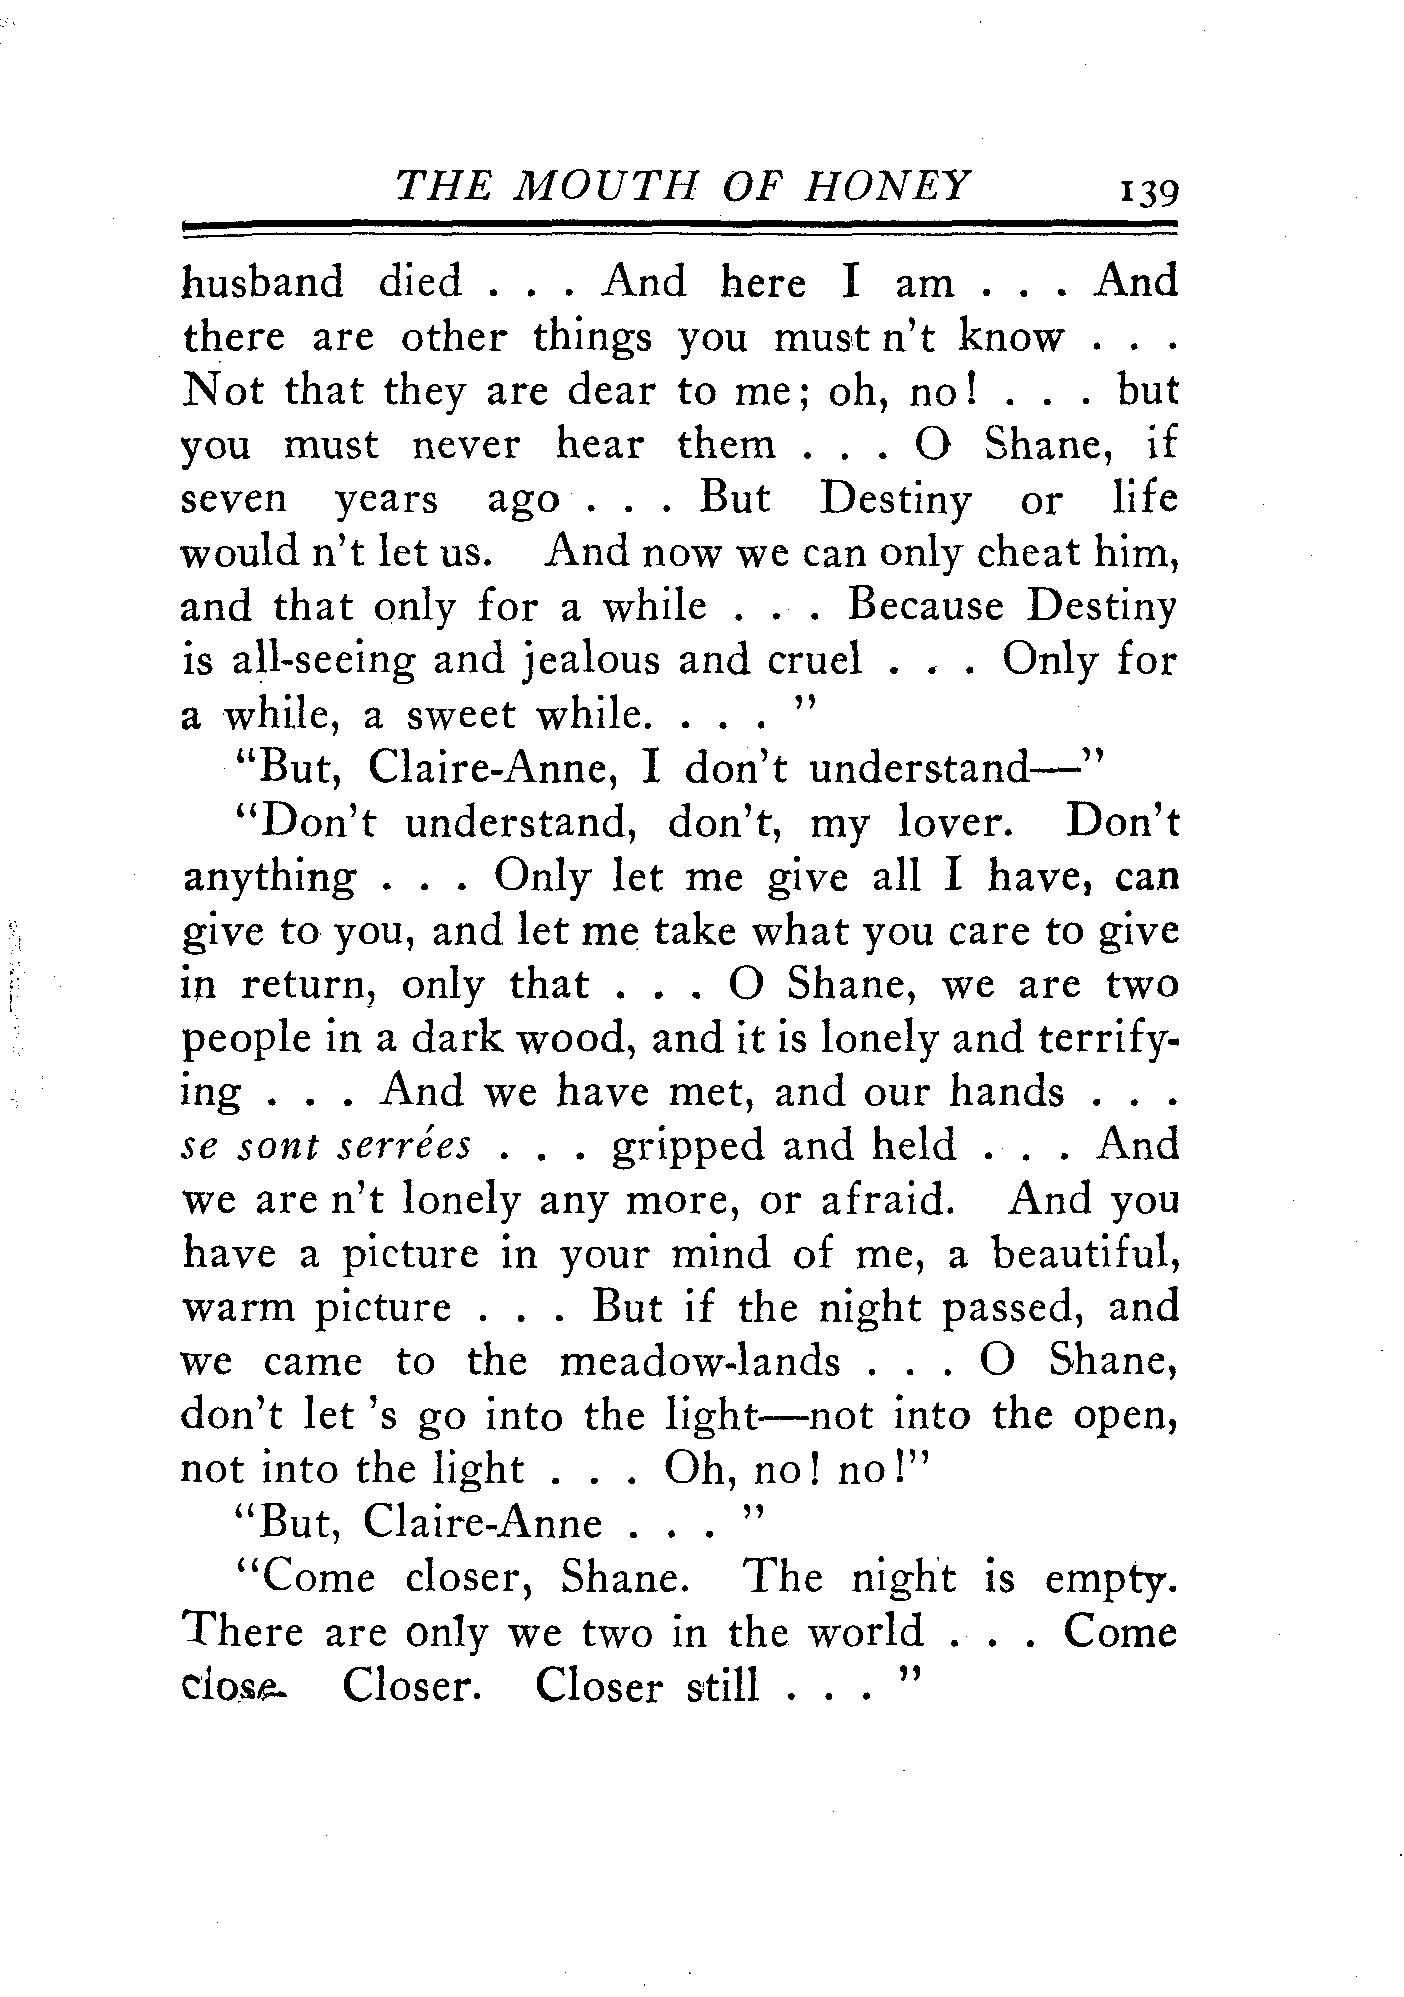 THE MOUTH OF HONEY 139
husband died . . . And here I am . . . And
there are other things you must n't know . . .
Not that they are dear to me; oh, no! . . . but
you must never hear them . . . O Shane, if
seven years ago . . . But Destiny or life
would n't let us. And now we can only cheat him,
and that only for a while . . . Because Destiny
is all-seeing and jealous and cruel . . . Only for
a while, a sweet while. . . . "
"But, Claire-Anne, I don't understand—"
"Don't understand, don't, my lover. Don't
anything . . . Only let me give all I have, can
give to you, and let me take what you care to give
in return, only that . . . O Shane, we are two
people in a dark wood, and it is lonely and terrify-
ing . . . And we have met, and our hands . . .
se sont serrées . . . gripped and held . . . And
we are n't lonely any more, or afraid. And you
have a picture in your mind of me, a beautiful,
warm picture . . . But if the night passed, and
we came to the meadow-lands . . . O Shane,
don't let 's go into the light—not into the open,
not into the light . . . Oh, no! no!"
"But, Claire-Anne . . . "
"Come closer, Shane. The night is empty.
There are only we two in the world . . . Come
close. Closer. Closer still . . . "